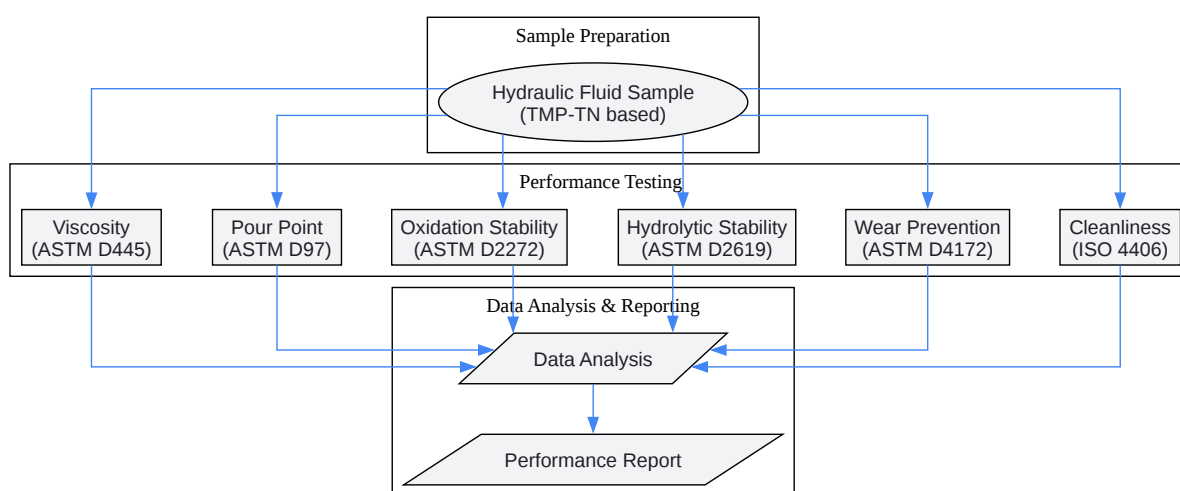 Sample Preparation
Hydraulic Fluid Sample
(TMP-TN based)
Performance Testing
Viscosity
(ASTM D445)
Pour Point
(ASTM D97)
Oxidation Stability
(ASTM D2272)
Hydrolytic Stability
(ASTM D2619)
Wear Prevention
(ASTM D4172)
Cleanliness
(ISO 4406)
Data Analysis & Reporting
Data Analysis
Performance Report